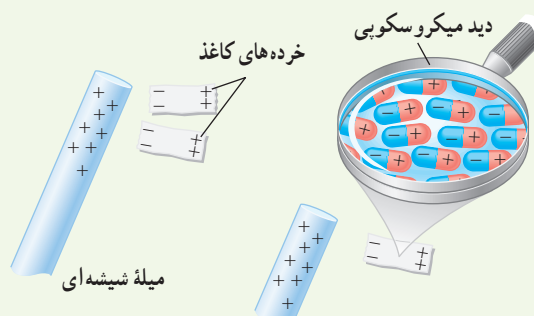 دید میکروسکوپی
خرده‌های کاغذ
میلهٔ شیشه‌ای